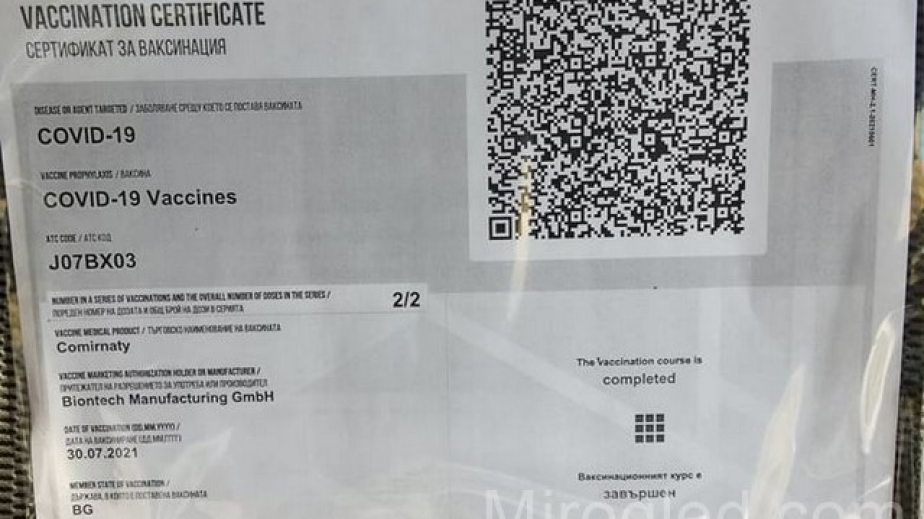 VACCINATION CERTIFICATE
СЕРТИФИКАТ ЗА ВАКСИНАЦИЯ
DISEASE OR AGENT TARGETED / ЗАБОЛЯВАНЕ СРЕЩУ КОЕТО СЕ ПОСТАВЯ ВАКСИНАТА
COVID-19
VACCINE PROPHYLAXIS / ВАКСИНА
COVID-19 Vaccines
ATC CODE / АТС КОД
J07BX03
NUMBER IN A SERIES OF VACCINATIONS AND THE OVERALL NUMBER OF DOSES IN THE SERIES /
ПОРЕДЕН НОМЕР НА ДОЗАТА И ОБЩ БРОЙ НА ДОЗИ В СЕРИЯТА
2/2
VACCINE MEDICAL PRODUCT / ТЪРГОВСКО НАИМЕНОВАНИЕ НА ВАКСИНАТА
Comirnaty
VACCINE MARKETING AUTHORIZATION HOLDER OR MANUFACTURER /
ПРИТЕЖАТЕЛ НА РАЗРЕШЕНИЕТО ЗА УПОТРЕБА ИЛИ ПРОИЗВОДИТЕЛ
Biontech Manufacturing GmbH
DATE OF VACCINATION (DD.MM.YYYY) /
ДАТА НА ВАКСИНИРАНЕ (ДД.ММ.ГГГГ)
30.07.2021
MEMBER STATE OF VACCINATION /
ДЪРЖАВА, В КОЯТО Е ПОСТАВЕНА ВАКСИНАТА
BG
The Vaccination course is
completed
Ваксинационният курс е
завършен
Mirogled.com